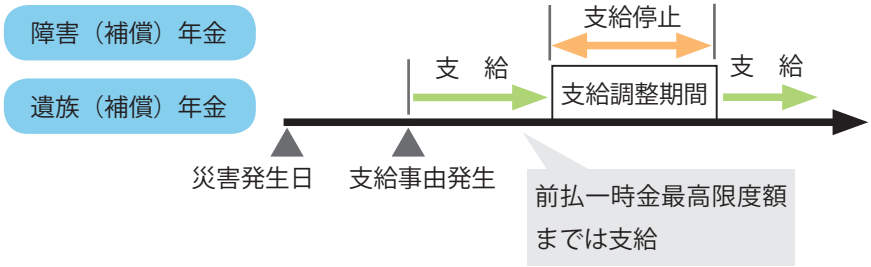 障害（補償）年金
遺族（補償）年金
支給停止
支　給
支給調整期間
支　給
災害発生日
支給事由発生
前払一時金最高限度額
までは支給